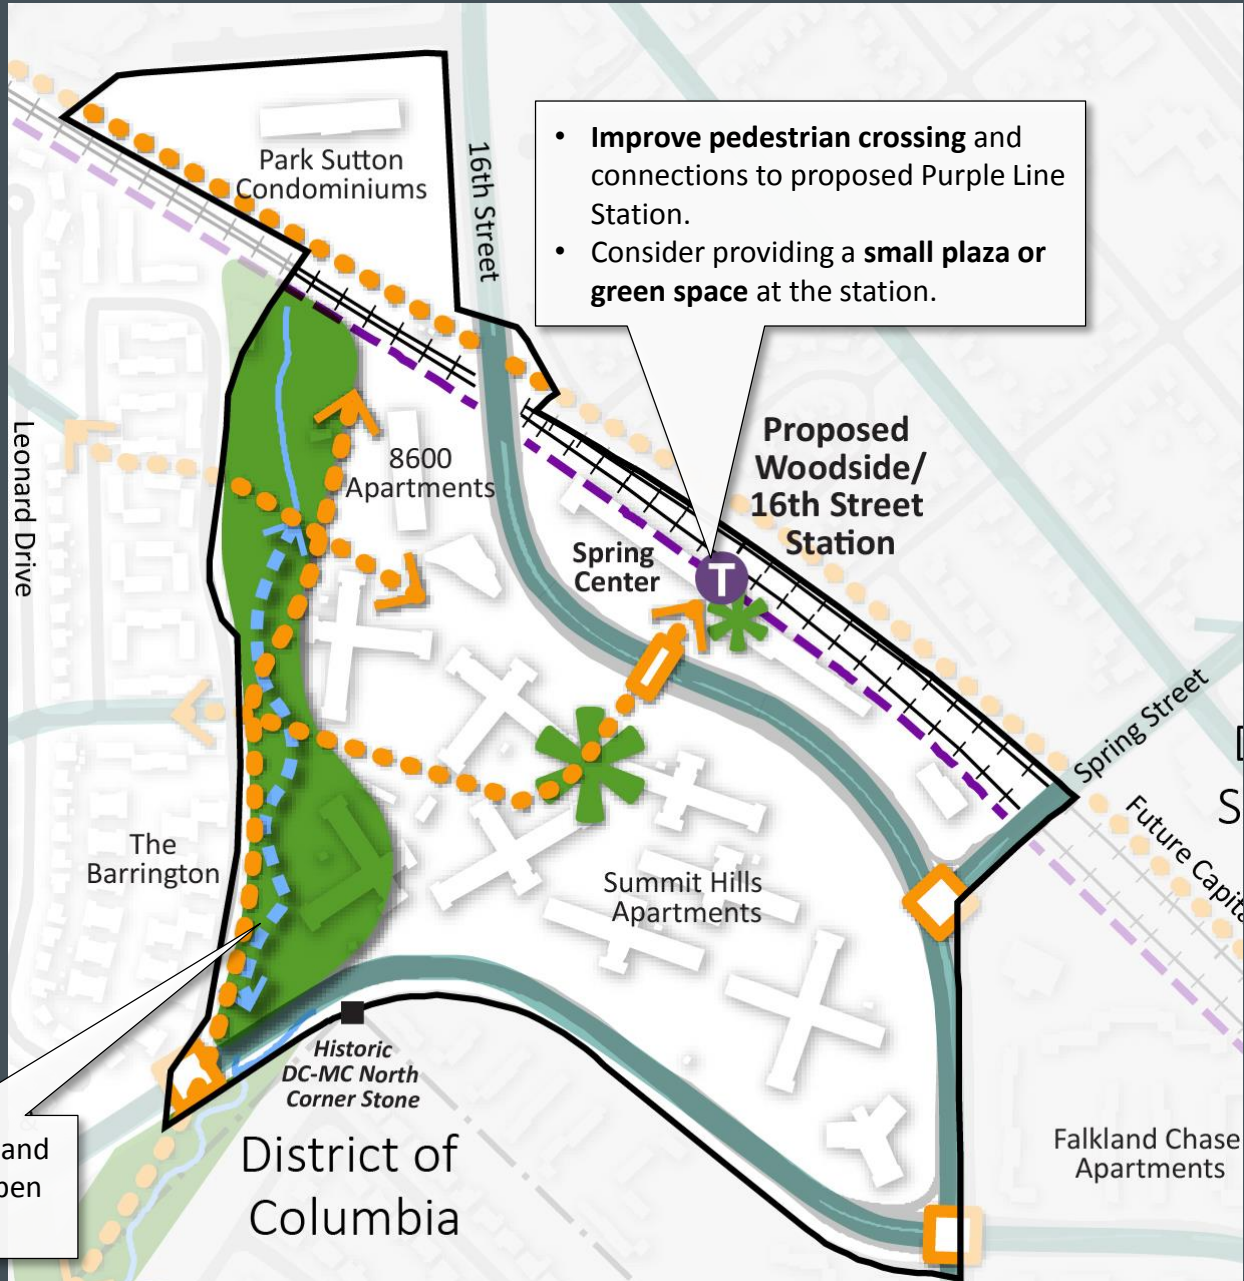 Park Sutton
Condominiums
16th Street
• Improve pedestrian crossing and
connections to proposed Purple Line
Station.
• Consider providing a small plaza or
green space at the station.
Leonard Drive
8600
Apartments
Proposed
Woodside/
16th Street
Station
Spring
Center
T
Spring Street
S
Future
The
Barrington
Summit Hills
Apartments
Historic
DC-MC North
Corner Stone
and
District of
Columbia
Falkland Chase
Apartments